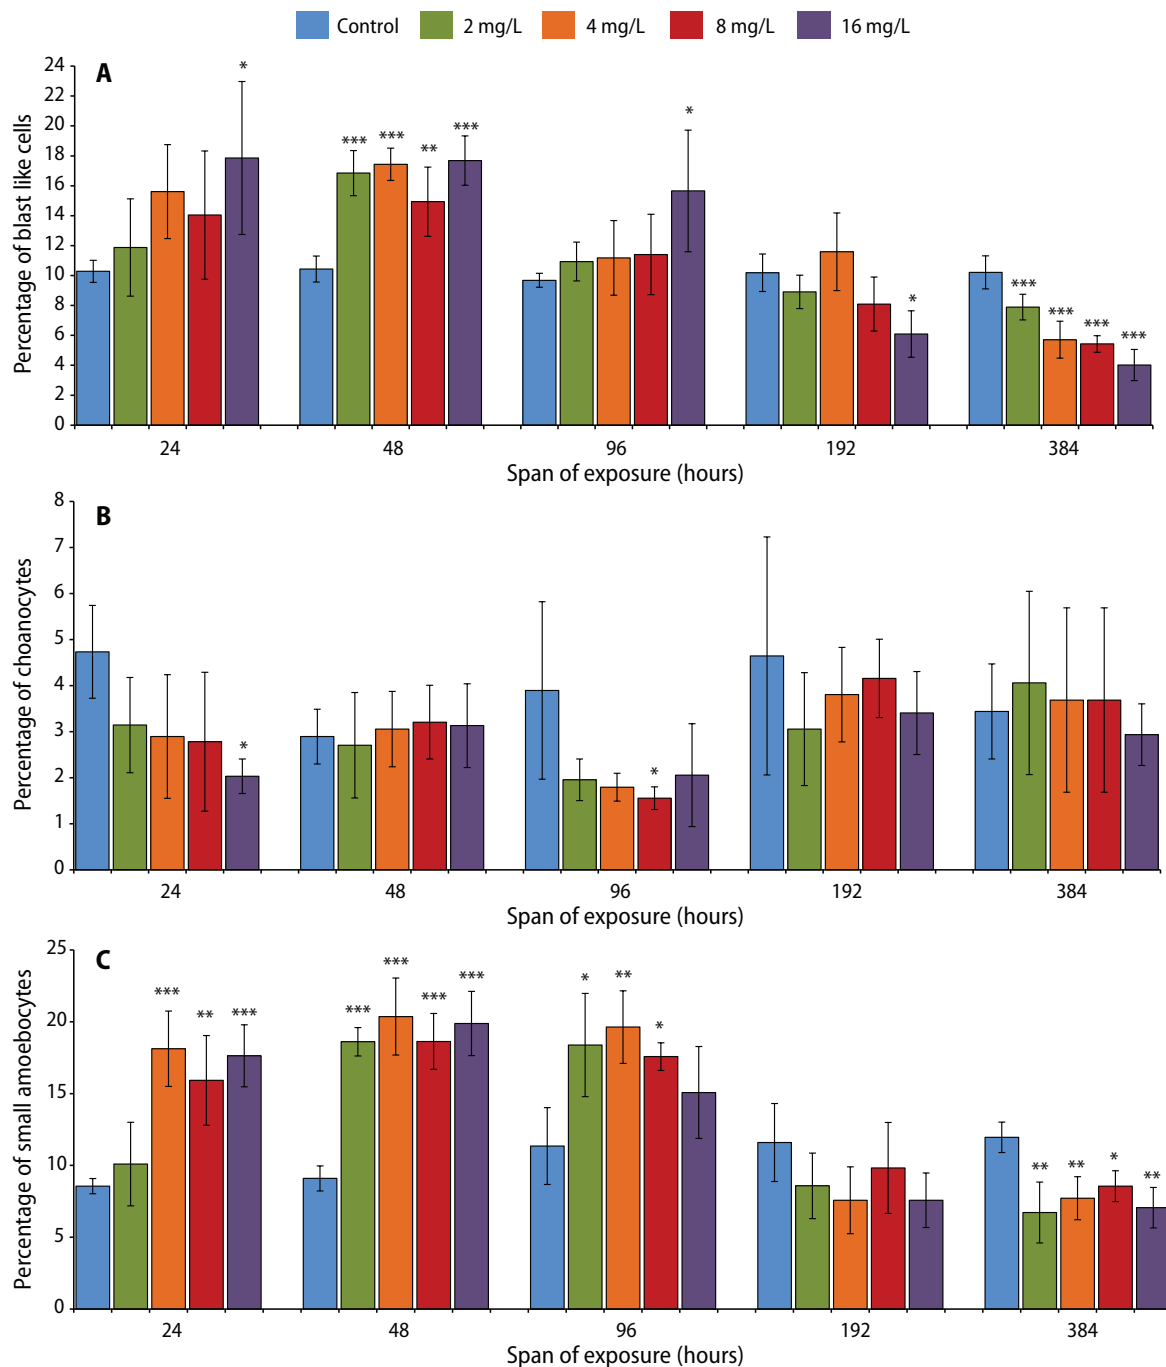 Control 2 mg/L 4 mg/L 8 mg/L 16 mg/L
A
Percentage of blast like cells
24
22
20
18
16
14
12
10
8
6
4
2
0
* *** *** ** *** * * *** *** *** ***
24 48 96 192 384
Span of exposure (hours)
B
Percentage of choanocytes
8
7
6
5
4
3
2
1
0
* *
24 48 96 192 384
Span of exposure (hours)
C
Percentage of small amoebocytes
25
20
15
10
5
0
*** ** *** *** *** *** *** * ** * ** ** * **
24 48 96 192 384
Span of exposure (hours)